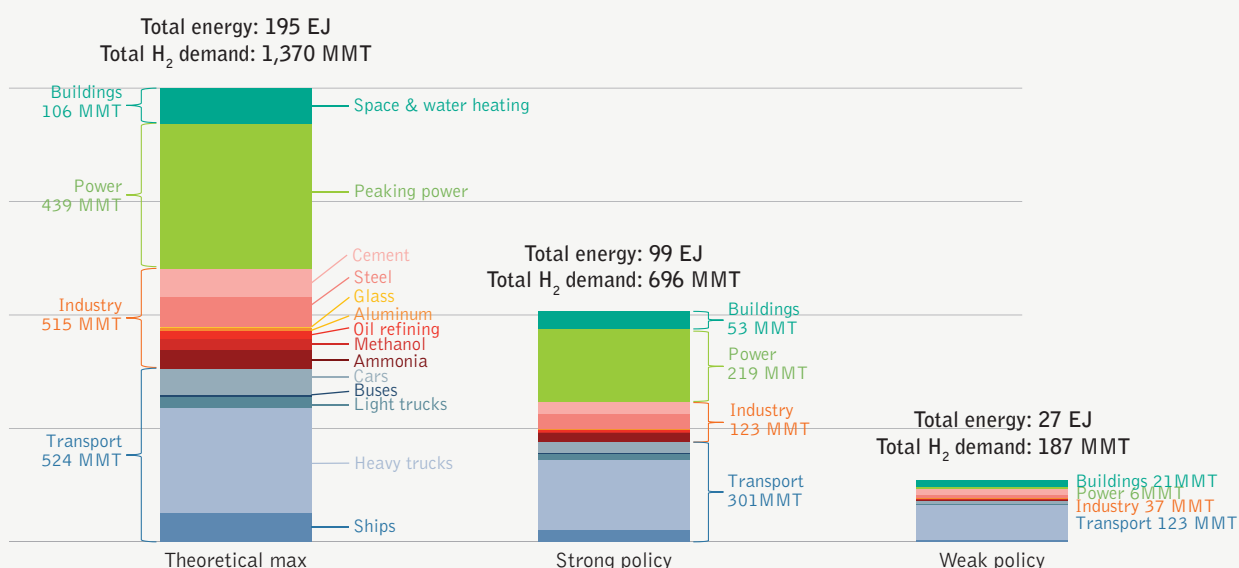 Total energy: 195 EJ
Total H2 demand: 1,370 MMT
Buildings
106 MMT
Space & water heating
Power
439 MMT
Peaking power
Industry
515 MMT
Cement
Steel
Glass
Aluminum
Oil refining
Methanol
Ammonia
Cars
Buses
Light trucks
Transport
524 MMT
Heavy trucks
Ships
Theoretical max
Total energy: 99 EJ
Total H2 demand: 696 MMT
Buildings
53 MMT
Power
219 MMT
Industry
123 MMT
Transport
301MMT
Strong policy
Total energy: 27 EJ
Total H2 demand: 187 MMT
Buildings 21MMT
Power 6MMT
Industry 37 MMT
Transport 123 MMT
Weak policy